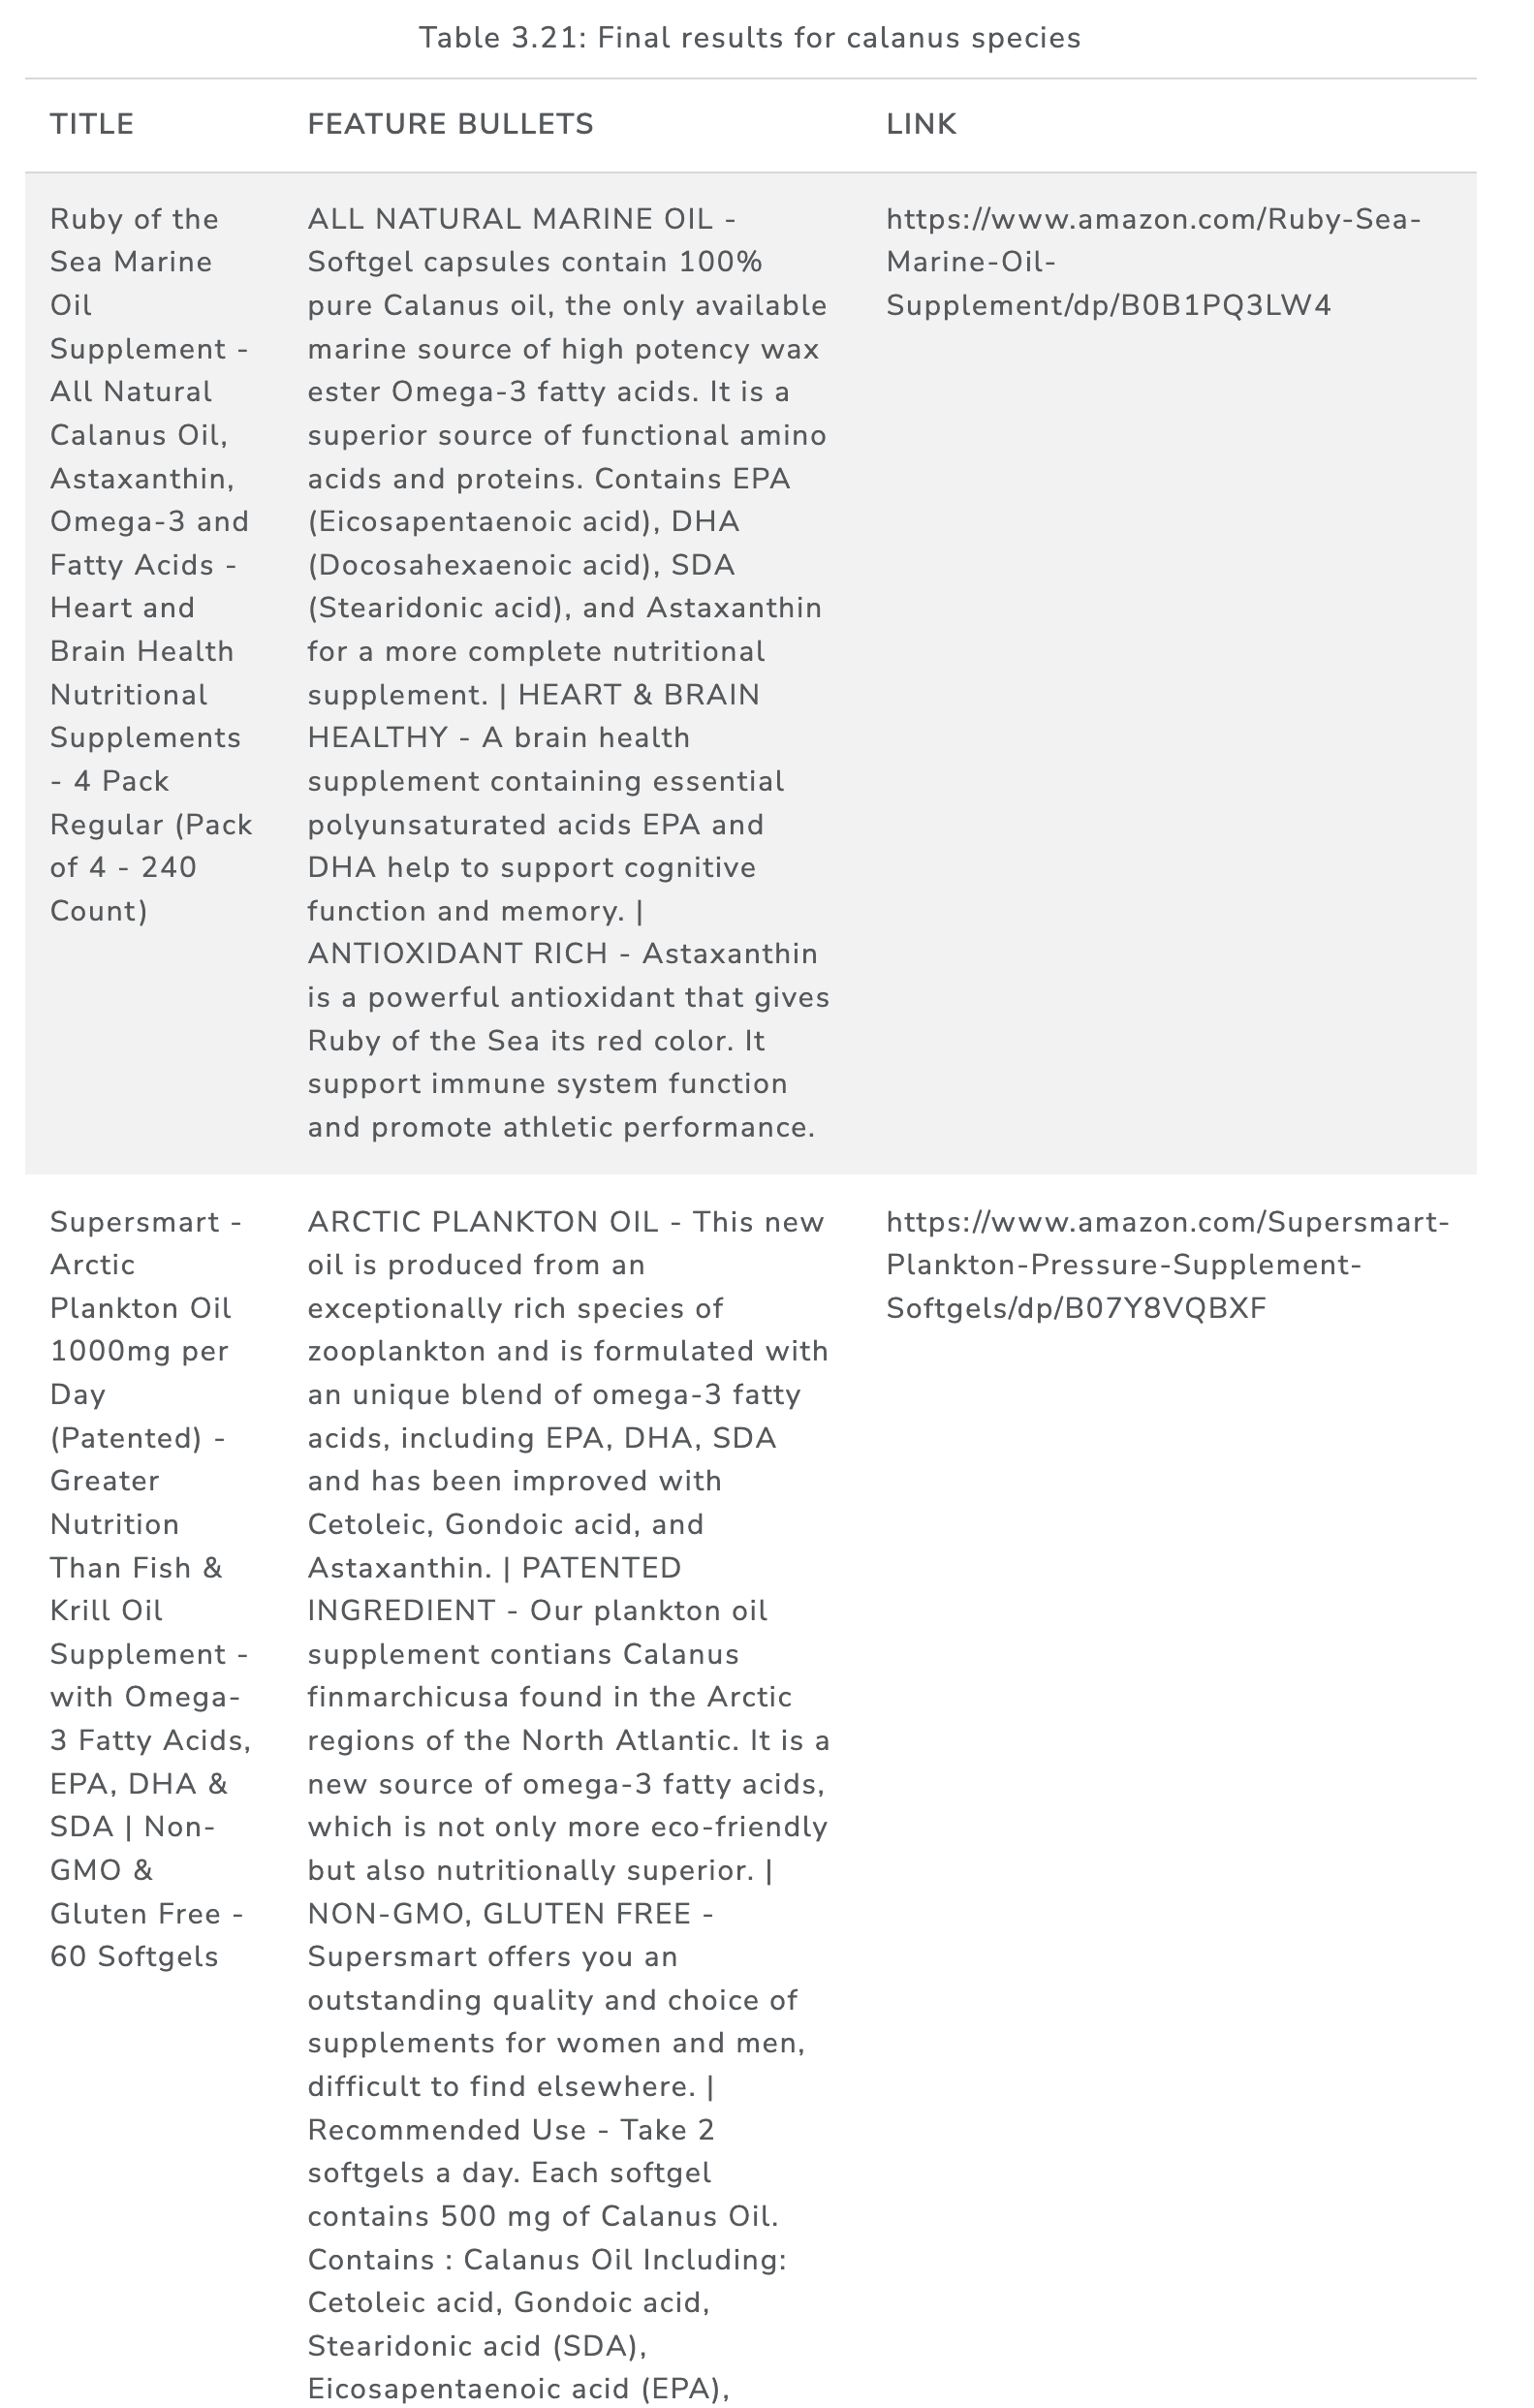 Table 3.21: Final results for calanus species
TITLE
FEATURE BULLETS
LINK
Ruby of the
Sea Marine
Oil
Supplement -
All Natural
Calanus Oil,
Astaxanthin,
Omega-3 and
Fatty Acids -
Heart and
Brain Health
Nutritional
Supplements
- 4 Pack
Regular (Pack
of 4 - 240
Count)
ALL NATURAL MARINE OIL -
Softgel capsules contain 100%
pure Calanus oil, the only available
marine source of high potency wax
ester Omega-3 fatty acids. It is a
superior source of functional amino
acids and proteins. Contains EPA
(Eicosapentaenoic acid), DHA
(Docosahexaenoic acid), SDA
(Stearidonic acid), and Astaxanthin
for a more complete nutritional
supplement. | HEART & BRAIN
HEALTHY - A brain health
supplement containing essential
polyunsaturated acids EPA and
DHA help to support cognitive
function and memory. |
ANTIOXIDANT RICH - Astaxanthin
is a powerful antioxidant that gives
Ruby of the Sea its red color. It
support immune system function
and promote athletic performance.
https://www.amazon.com/Ruby-Sea-
Marine-Oil-
Supplement/dp/B0B1PQ3LW4
Supersmart -
Arctic
Plankton Oil
1000mg per
Day
(Patented) -
Greater
Nutrition
Than Fish &
Krill Oil
Supplement -
with Omega-
3 Fatty Acids,
EPA, DHA &
SDA | Non-
GMO &
Gluten Free -
60 Softgels
ARCTIC PLANKTON OIL - This new
oil is produced from an
exceptionally rich species of
zooplankton and is formulated with
an unique blend of omega-3 fatty
acids, including EPA, DHA, SDA
and has been improved with
Cetoleic, Gondoic acid, and
Astaxanthin. | PATENTED
INGREDIENT - Our plankton oil
supplement contians Calanus
finmarchicusa found in the Arctic
regions of the North Atlantic. It is a
new source of omega-3 fatty acids,
which is not only more eco-friendly
but also nutritionally superior. |
NON-GMO, GLUTEN FREE -
Supersmart offers you an
outstanding quality and choice of
supplements for women and men,
difficult to find elsewhere. |
Recommended Use - Take 2
softgels a day. Each softgel
contains 500 mg of Calanus Oil.
Contains : Calanus Oil Including:
Cetoleic acid, Gondoic acid,
Stearidonic acid (SDA),
Eicosapentaenoic acid (EPA),
https://www.amazon.com/Supersmart-
Plankton-Pressure-Supplement-
Softgels/dp/B07Y8VQBXF